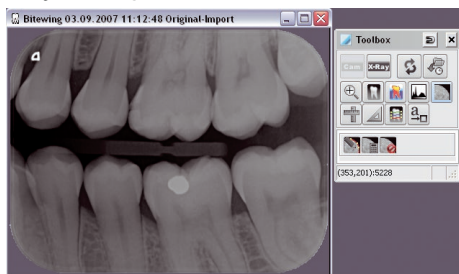 Bitewing 03.09.2007 11:12:48 Original-Import
Toolbox
Cam X-Ray
a
(353,201):5228